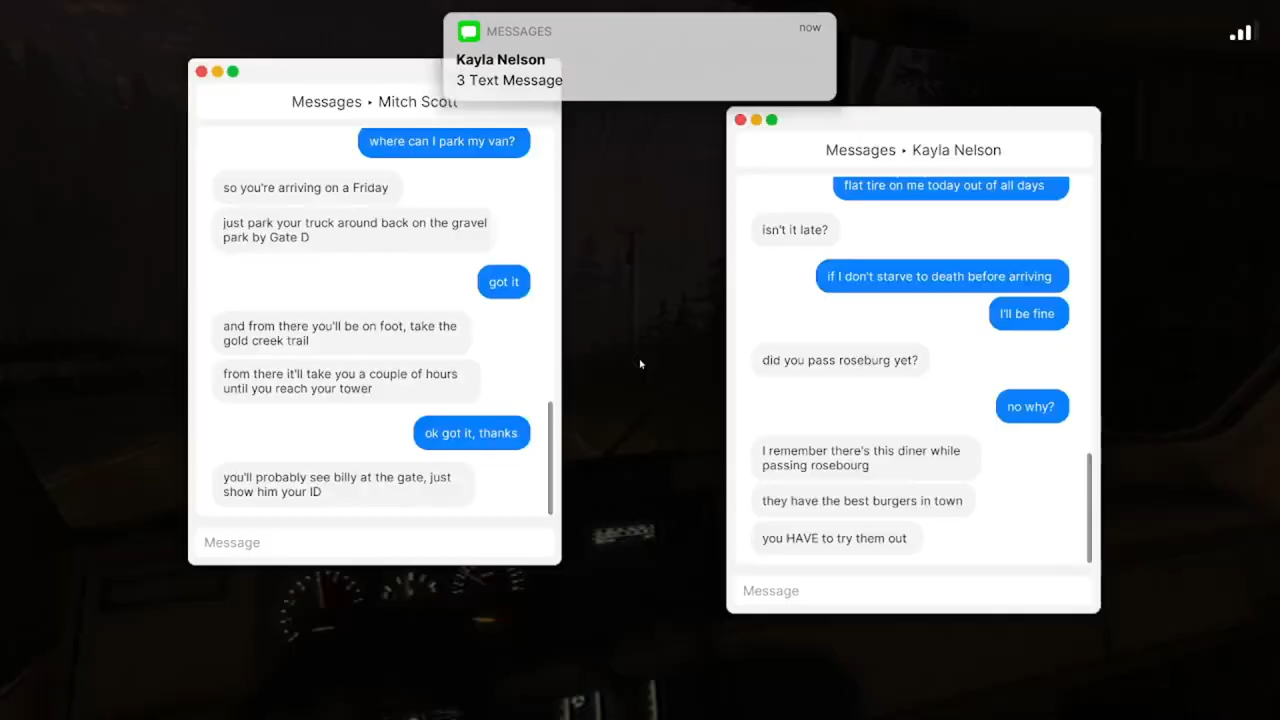 MESSAGES
now
Kayla Nelson
3 Text Message
Messages ‣ Mitch Scott
where can I park my van?
so you're arriving on a Friday
just park your truck around back on the gravel
park by Gate D
got it
and from there you'll be on foot, take the
gold creek trail
from there it'll take you a couple of hours
until you reach your tower
ok got it, thanks
you'll probably see billy at the gate, just
show him your ID
Message
Messages ‣ Kayla Nelson
flat tire on me today out of all days
isn't it late?
if I don't starve to death before arriving
I'll be fine
did you pass roseburg yet?
no why?
I remember there's this diner while
passing rosebourg
they have the best burgers in town
you HAVE to try them out
Message